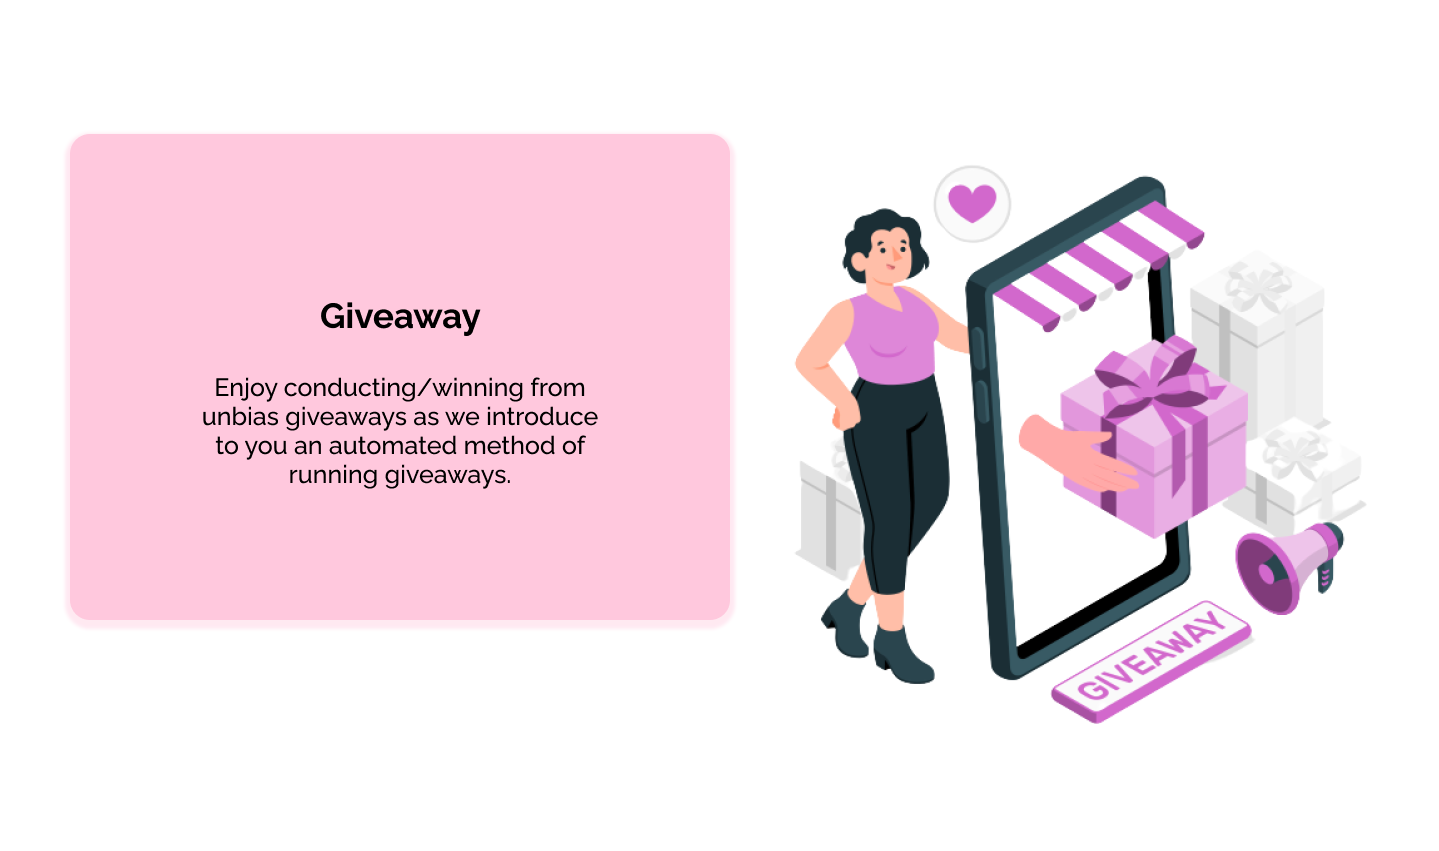 Giveaway
Enjoy conducting/winning from
unbias giveaways as we introduce
to you an automated method of
running giveaways.
GIVEAWAY